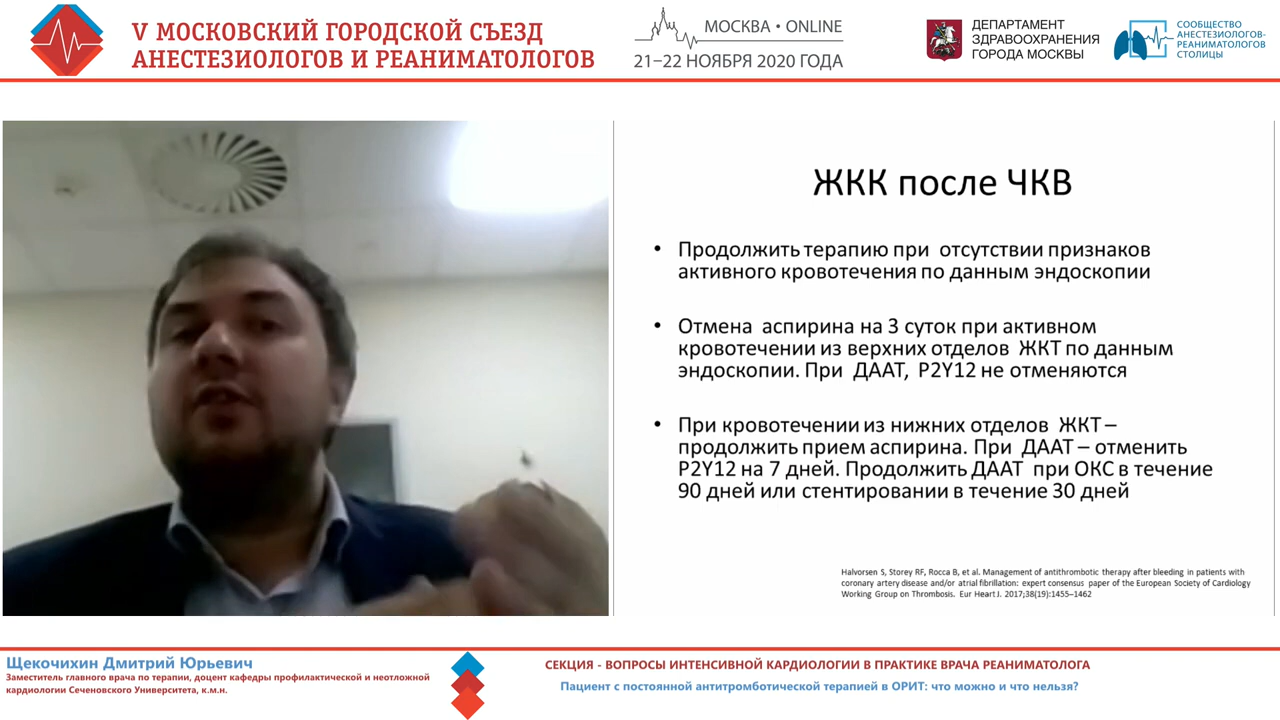 V МОСКОВСКИЙ ГОРОДСКОЙ СЪЕЗД
АНЕСТЕЗИОЛОГОВ И РЕАНИМАТОЛОГОВ
МОСКВА • ONLINE
21–22 НОЯБРЯ 2020 ГОДА
ДЕПАРТАМЕНТ
ЗДРАВООХРАНЕНИЯ
ГОРОДА МОСКВЫ
СООБЩЕСТВО
АНЕСТЕЗИОЛОГОВ-
РЕАНИМАТОЛОГОВ
СТОЛИЦЫ
ЖКК после ЧКВ
• Продолжить терапию при отсутствии признаков
активного кровотечения по данным эндоскопии
• Отмена аспирина на 3 суток при активном
кровотечении из верхних отделов ЖКТ по данным
эндоскопии. При ДААТ, P2Y12 не отменяются
• При кровотечении из нижних отделов ЖКТ –
продолжить прием аспирина. При ДААТ – отменить
P2Y12 на 7 дней. Продолжить ДААТ при ОКС в течение
90 дней или стентировании в течение 30 дней
Halvorsen S, Storey RF, Rocca B, et al. Management of antithrombotic therapy after bleeding in patients with
coronary artery disease and/or atrial fibrillation: expert consensus paper of the European Society of Cardiology
Working Group on Thrombosis. Eur Heart J. 2017;38(19):1455–1462
Щекочихин Дмитрий Юрьевич
Заместитель главного врача по терапии, доцент кафедры профилактической и неотложной
кардиологии Сеченовского Университета, к.м.н.
СЕКЦИЯ - ВОПРОСЫ ИНТЕНСИВНОЙ КАРДИОЛОГИИ В ПРАКТИКЕ ВРАЧА РЕАНИМАТОЛОГА
Пациент с постоянной антитромботической терапией в ОРИТ: что можно и что нельзя?